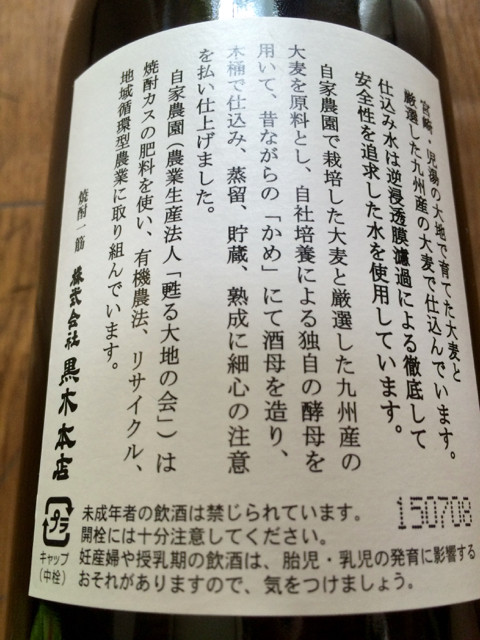 宮崎・児湯の大地で育てた大麦と
厳選した九州産の大麦で仕込んでいます。
仕込み水は逆浸透膜濾過による徹底して
安全性を追求した水を使用しています。
自家農園で栽培した大麦と厳選した九州産の
大麦を原料とし、自社培養による独自の酵母を
用いて、昔ながらの「かめ」にて酒母を造り、
木桶で仕込み、蒸留、貯蔵、熟成に細心の注意
を払い仕上げました。
自家農園(農業生産法人「甦る大地の会」)は
焼酎カスの肥料を使い、有機農法、リサイクル、
地域循環型農業に取り組んでいます。
焼酎一筋 株式会社 黒木本店
150708
プラ
キャップ
(中栓)
未成年者の飲酒は禁じられています。
開栓には十分注意してください。
妊産婦や授乳期の飲酒は、胎児・乳児の発育に影響する
おそれがありますので、気をつけましょう。